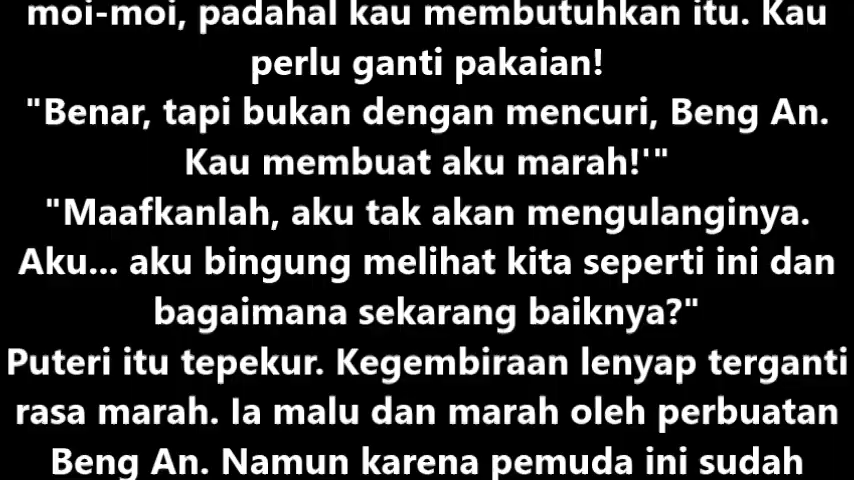 moi-moi, padahal kau membutuhkan itu. Kau
perlu ganti pakaian!
"Benar, tapi bukan dengan mencuri, Beng An.
Kau membuat aku marah!'"
"Maafkanlah, aku tak akan mengulanginya.
Aku... aku bingung melihat kita seperti ini dan
bagaimana sekarang baiknya?"
Puteri itu tepekur. Kegembiraan lenyap terganti
rasa marah. Ia malu dan marah oleh perbuatan
Beng An. Namun karena pemuda ini sudah